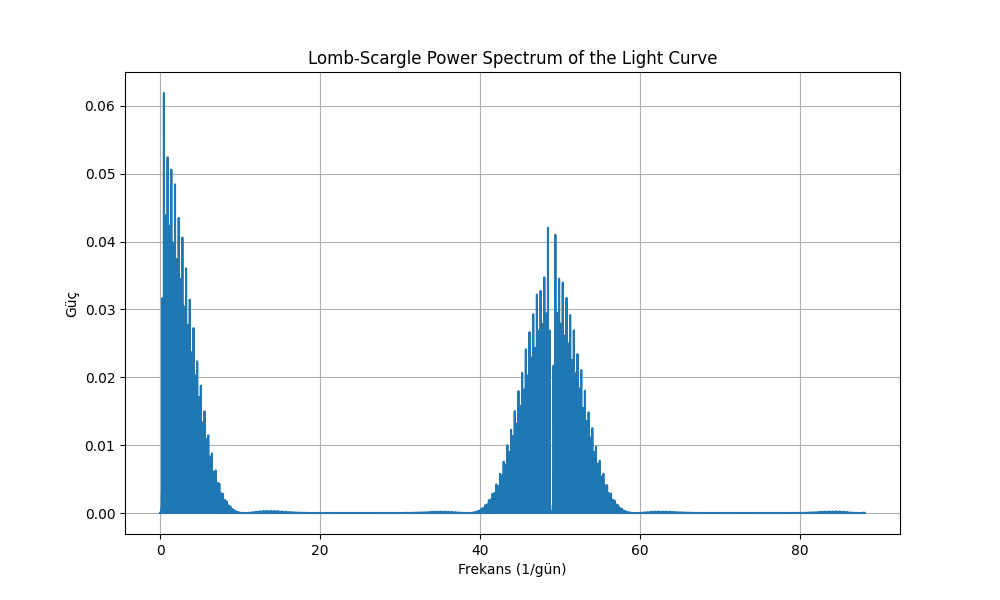 Lomb-Scargle Power Spectrum of the Light Curve
0.06
0.05
0.04
0.03
0.02
0.01
0.00
Güç
0 20 40 60 80
Frekans (1/gün)